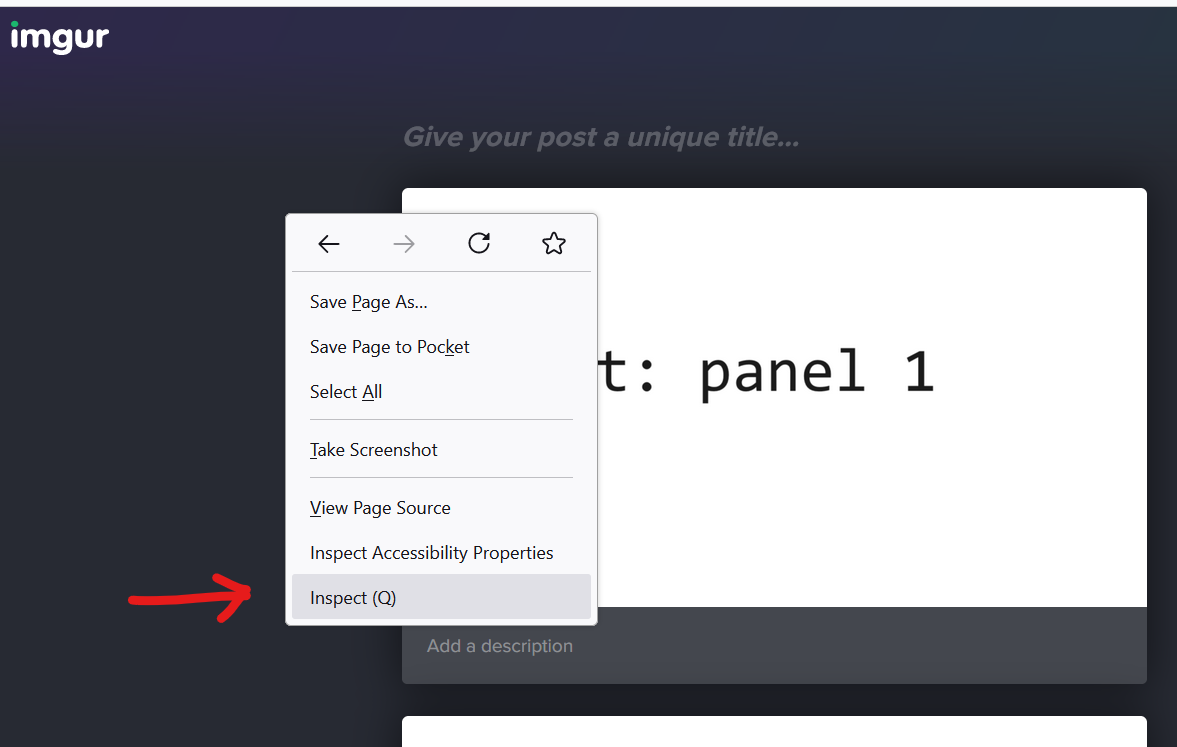 imgur
Give your post a unique title...
Save Page As...
Save Page to Pocket
Select All
t: panel 1
Take Screenshot
View Page Source
Inspect Accessibility Properties
Inspect (Q)
Add a description